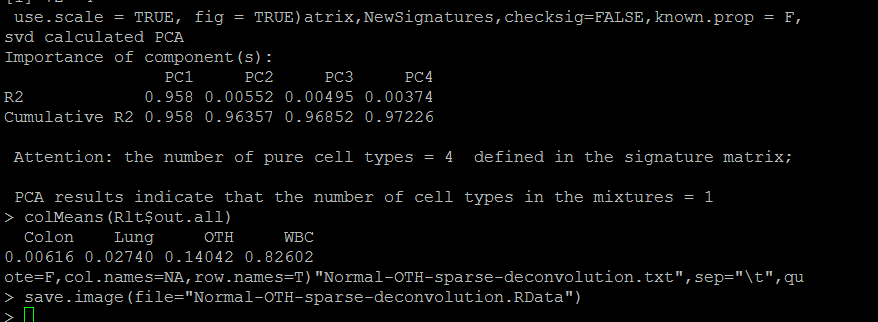 use.scale = TRUE, fig = TRUE)atrix,NewSignatures,checksig=FALSE,known.prop = F,
svd calculated PCA
Importance of component(s):
PC1 PC2 PC3 PC4
R2 0.958 0.00552 0.00495 0.00374
Cumulative R2 0.958 0.96357 0.96852 0.97226
Attention: the number of pure cell types = 4 defined in the signature matrix;
PCA results indicate that the number of cell types in the mixtures = 1
> colMeans(Rlt$out.all)
Colon Lung OTH WBC
0.00616 0.02740 0.14042 0.82602
ote=F,col.names=NA,row.names=T)"Normal-OTH-sparse-deconvolution.txt",sep="\t",qu
> save.image(file="Normal-OTH-sparse-deconvolution.RData")
>